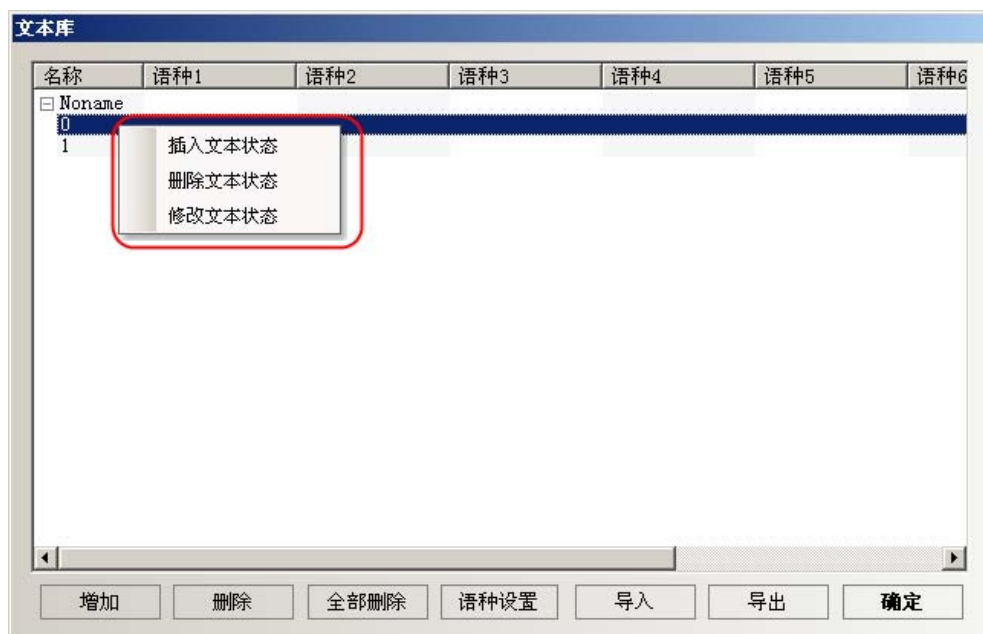 文本库
名称 语种1 语种2 语种3 语种4 语种5 语种6
Noname
0
1
插入文本状态
删除文本状态
修改文本状态
增加 删除 全部删除 语种设置 导入 导出 确定